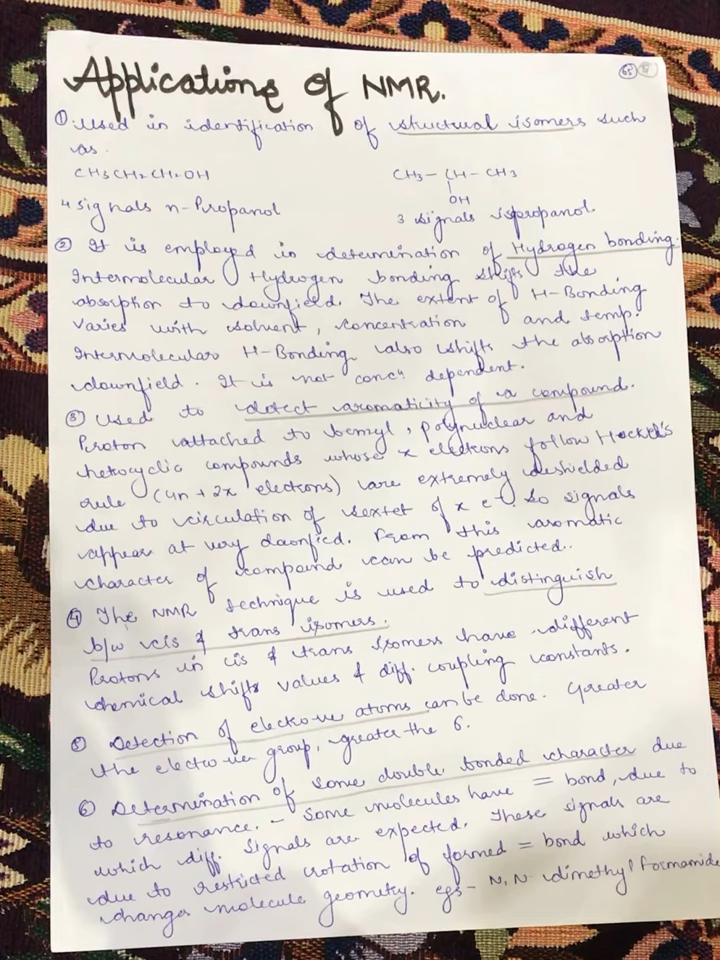 Applications of NMR.
65
① Used in identification of structural isomers such
as.
CH3CH2CH2OH
CH3 - CH - CH3
OH
4 signals n-Propanol
3 signals ispropanol.
② It is employed in determination of Hydrogen bonding.
Intermolecular Hydrogen bonding shifts the
absorption to downfield. The extent of H-Bonding
varies with solvent, concentration and temp.
Intermolecular H-Bonding also shifts the absorption
downfield. It is not concn dependent.
③ Used to detect aromaticity of a compound.
Proton attached to benzyl, polynuclear and
hetocyclic compounds whose x electrons follow Hockel's
rule (4n + 2x electrons) are extremely deshielded
due to circulation of sextet of x e-. So signals
appear at very daonfied. From this aromatic
character of compound can be predicted.
④ The NMR technique is used to distinguish
b/w cis & trans isomers.
Protons in cis & trans isomers have different
chemical shifts values & diff. coupling constants.
⑤ Detection of electro-ve atoms can be done. Greater
the electro-ve group, greater the 6.
⑥ Determination of some double bonded character due
to resonance. - Some molecules have = bond, due to
which diff. signals are expected. These signals are
due to restricted rotation of formed = bond which
changes molecule geometry. egs - N,N-dimethyl formamide